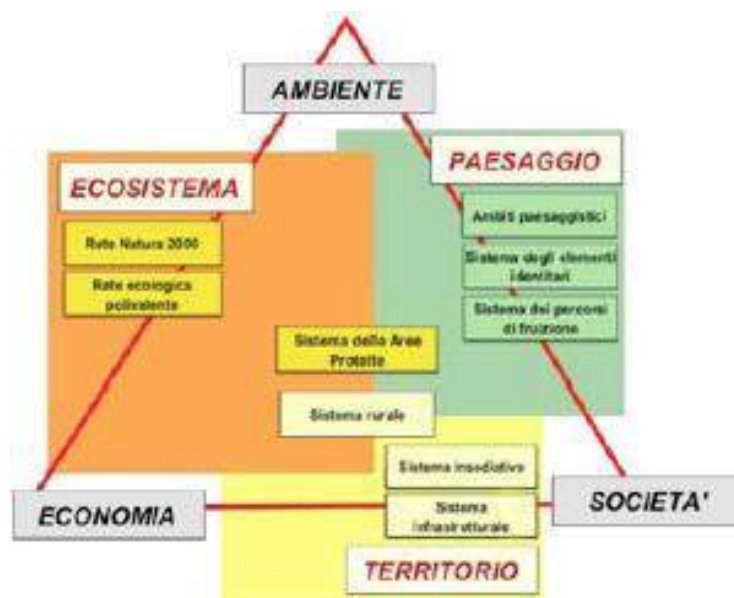 AMBIENTE
PAESAGGIO
ECOSISTEMA
Ambiti paesaggistici
Rete Natura 2000
Sistema degli elementi
identitari
Rete ecologica
polivalente
Sistema dei percorsi
di fruizione
Sistema delle Aree
Protette
Sistema rurale
Sistema insediativo
ECONOMIA
Sistema
infrastrutturale
SOCIETA'
TERRITORIO